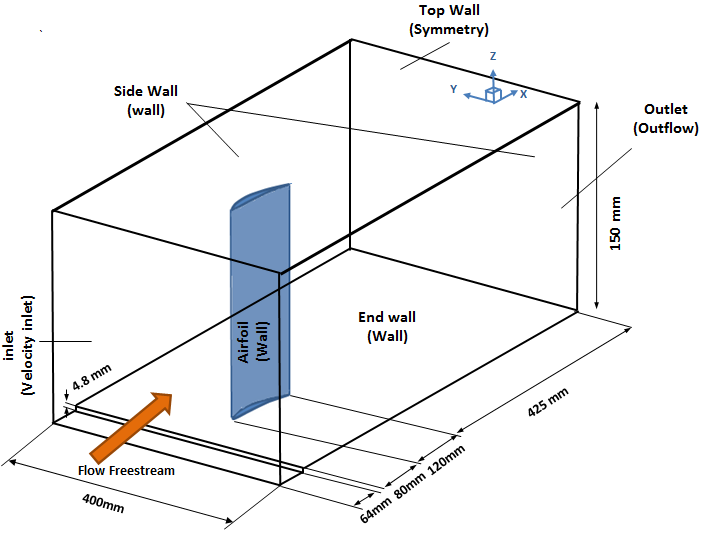 Top Wall
(Symmetry)
Z
Y
X
Side Wall
(wall)
Outlet
(Outflow)
150 mm
inlet
(Velocity inlet)
Airfoil
(Wall)
End wall
(Wall)
4.8 mm
Flow Freestream
400mm
64mm
80mm
120mm
425 mm